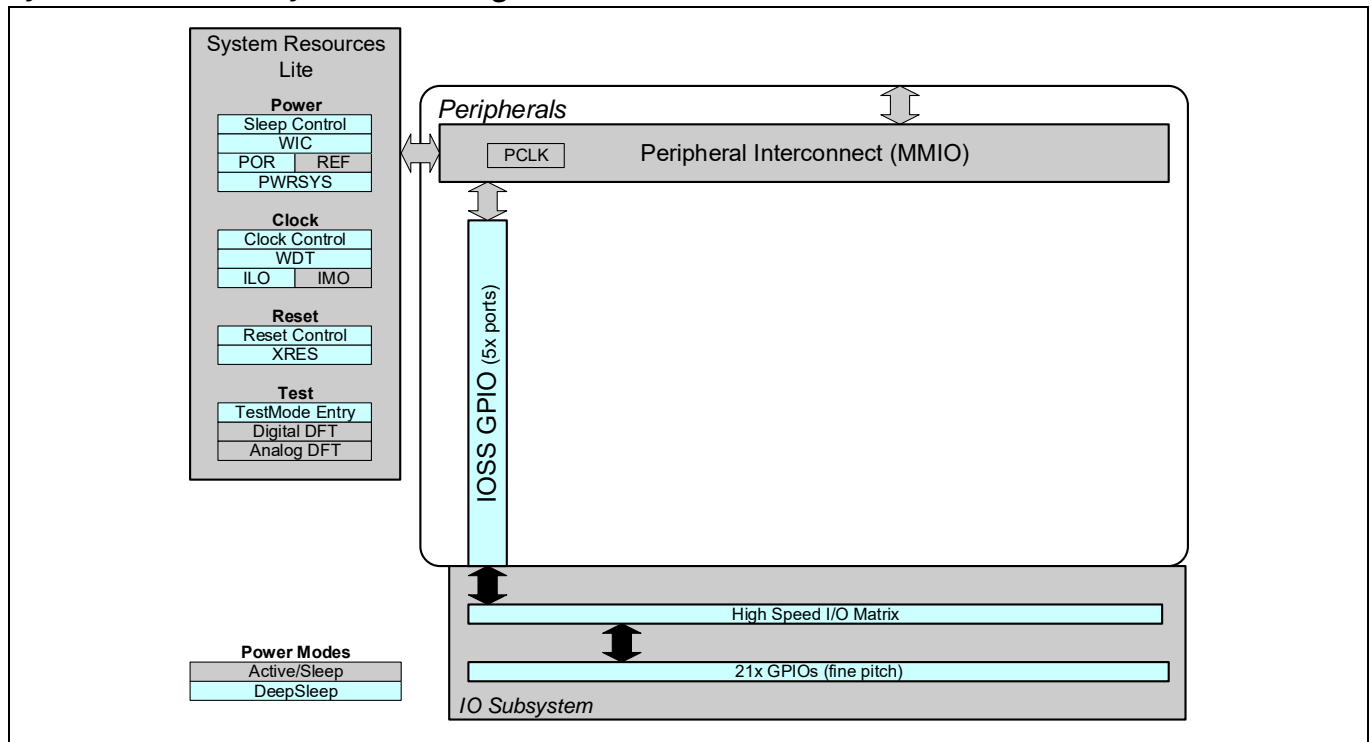 System Resources
Lite
Power
Sleep Control
WIC
POR
REF
PWRSYS
Clock
Clock Control
WDT
ILO
IMO
Reset
Reset Control
XRES
Test
TestMode Entry
Digital DFT
Analog DFT
Peripherals
PCLK
Peripheral Interconnect (MMIO)
IOSS GPIO (5x ports)
High Speed I/O Matrix
21x GPIOs (fine pitch)
IO Subsystem
Power Modes
Active/Sleep
DeepSleep